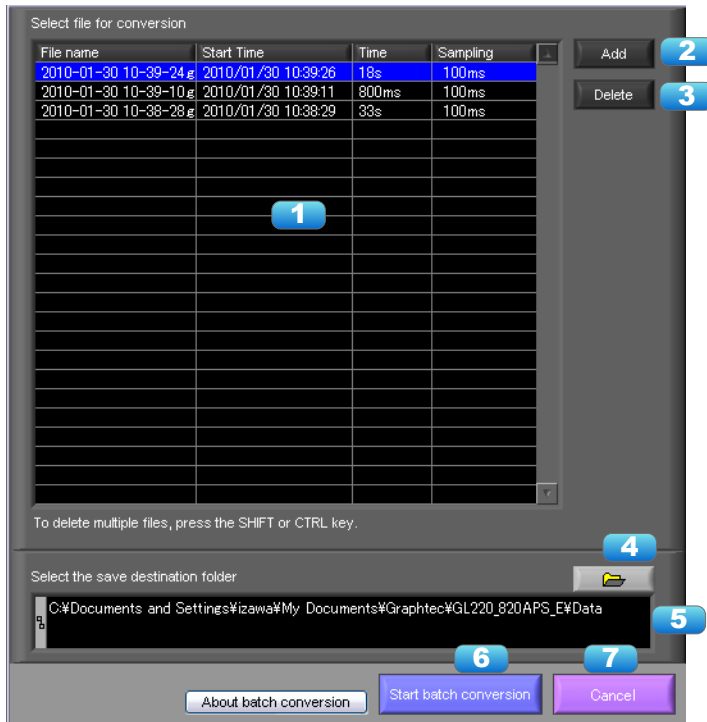 Select file for conversion
File name Start Time Time Sampling
Add 2
2010-01-30 10-39-24g 2010/01/30 10:39:26 18s 100ms
2010-01-30 10-39-10g 2010/01/30 10:39:11 800ms 100ms
Delete 3
2010-01-30 10-38-28g 2010/01/30 10:38:29 33s 100ms
1
To delete multiple files, press the SHIFT or CTRL key.
4
Select the save destination folder
C:¥Documents and Settings¥izawa¥My Documents¥Graphtec¥GL220_820APS_E¥Data
5
6 7
About batch conversion Start batch conversion Cancel